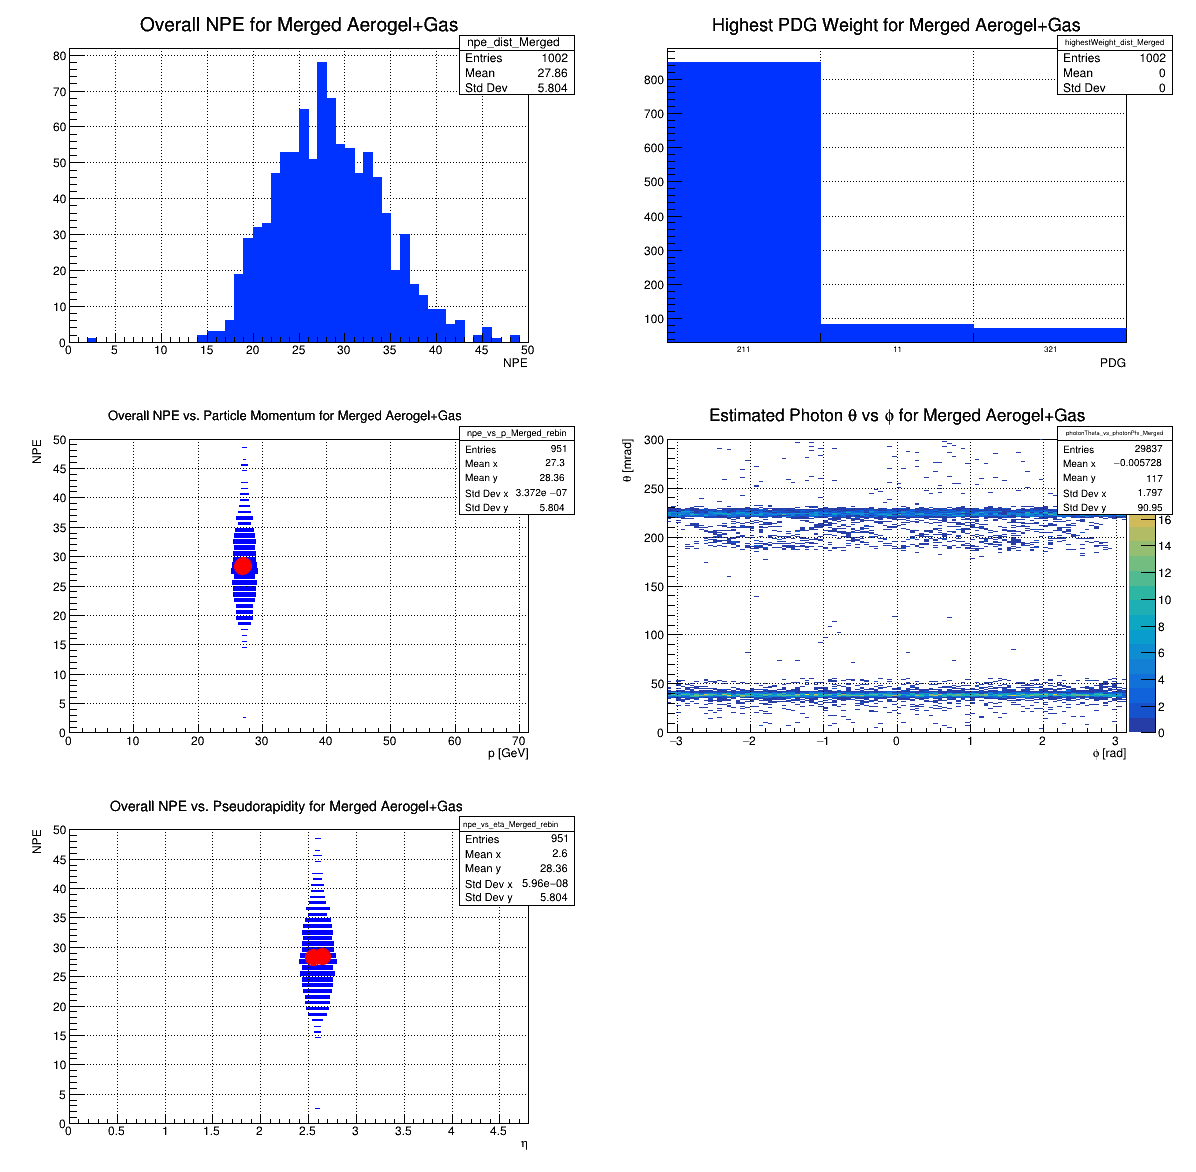 Overall NPE for Merged Aerogel+Gas
npe_dist_Merged
Entries 1002
Mean 27.86
Std Dev 5.804
80
70
60
50
40
30
20
10
0
0 5 10 15 20 25 30 35 40 45 50
NPE
Highest PDG Weight for Merged Aerogel+Gas
highestWeight_dist_Merged
Entries 1002
Mean 0
Std Dev 0
800
700
600
500
400
300
200
100
211 11 321
PDG
Overall NPE vs. Particle Momentum for Merged Aerogel+Gas
npe_vs_p_Merged_rebin
Entries 951
Mean x 27.3
Mean y 28.36
Std Dev x 3.372e −07
Std Dev y 5.804
NPE
50
45
40
35
30
25
20
15
10
5
0
0 10 20 30 40 50 60 70
p [GeV]
Estimated Photon θ vs ϕ for Merged Aerogel+Gas
photonTheta_vs_photonPhi_Merged
Entries 29837
Mean x −0.005728
Mean y 117
Std Dev x 1.797
Std Dev y 90.95
θ [mrad]
300
250
200
150
100
50
0
−3 −2 −1 0 1 2 3
ϕ [rad]
16
14
12
10
8
6
4
2
0
Overall NPE vs. Pseudorapidity for Merged Aerogel+Gas
npe_vs_eta_Merged_rebin
Entries 951
Mean x 2.6
Mean y 28.36
Std Dev x 5.96e−08
Std Dev y 5.804
NPE
50
45
40
35
30
25
20
15
10
5
0
0 0.5 1 1.5 2 2.5 3 3.5 4 4.5
η